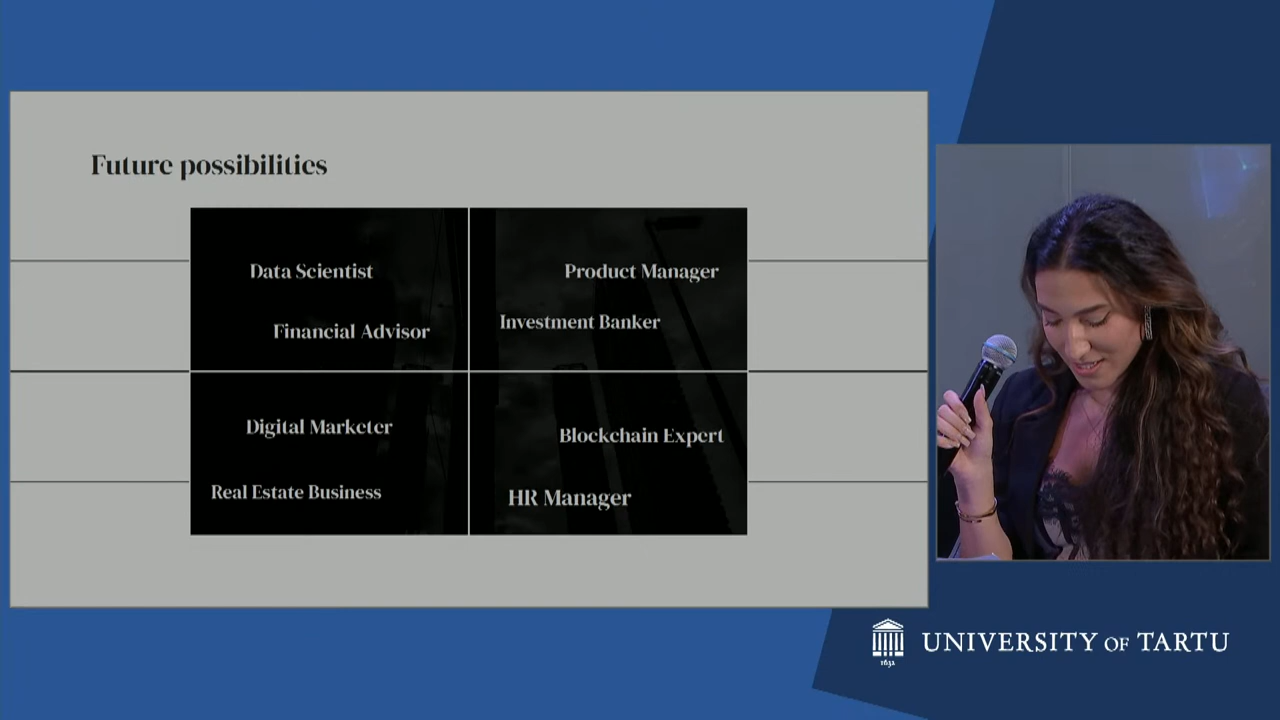 Future possibilities
Data Scientist
Financial Advisor
Product Manager
Investment Banker
Digital Marketer
Real Estate Business
Blockchain Expert
HR Manager
1632
UNIVERSITY OF TARTU